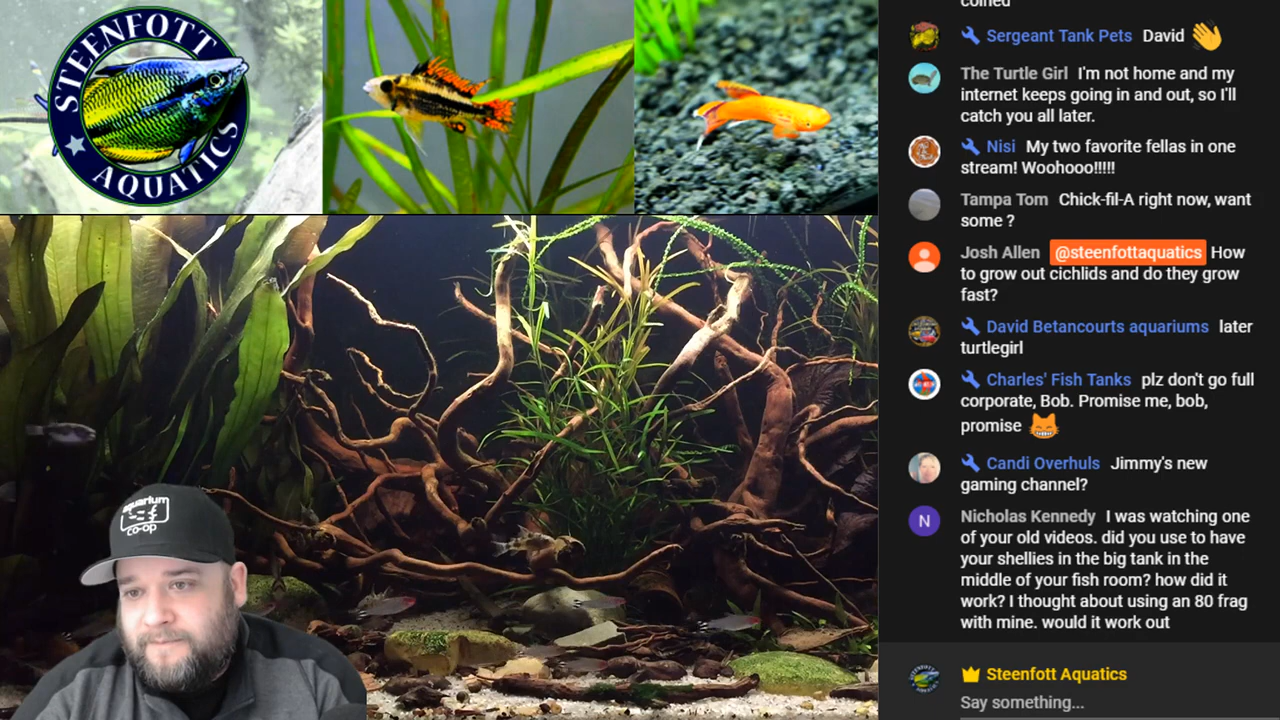 STEENFOTT
AQUATICS
aquarium
co-op
coined
Sergeant Tank Pets David
The Turtle Girl I'm not home and my
internet keeps going in and out, so I'll
catch you all later.
Nisi My two favorite fellas in one
stream! Woohooo!!!!!
Tampa Tom Chick-fil-A right now, want
some ?
Josh Allen @steenfottaquatics How
to grow out cichlids and do they grow
fast?
David Betancourts aquariums later
turtlegirl
Charles' Fish Tanks plz don't go full
corporate, Bob. Promise me, bob,
promise
Candi Overhuls Jimmy's new
gaming channel?
N
Nicholas Kennedy I was watching one
of your old videos. did you use to have
your shellies in the big tank in the
middle of your fish room? how did it
work? I thought about using an 80 frag
with mine. would it work out
Steenfott Aquatics
Say something...